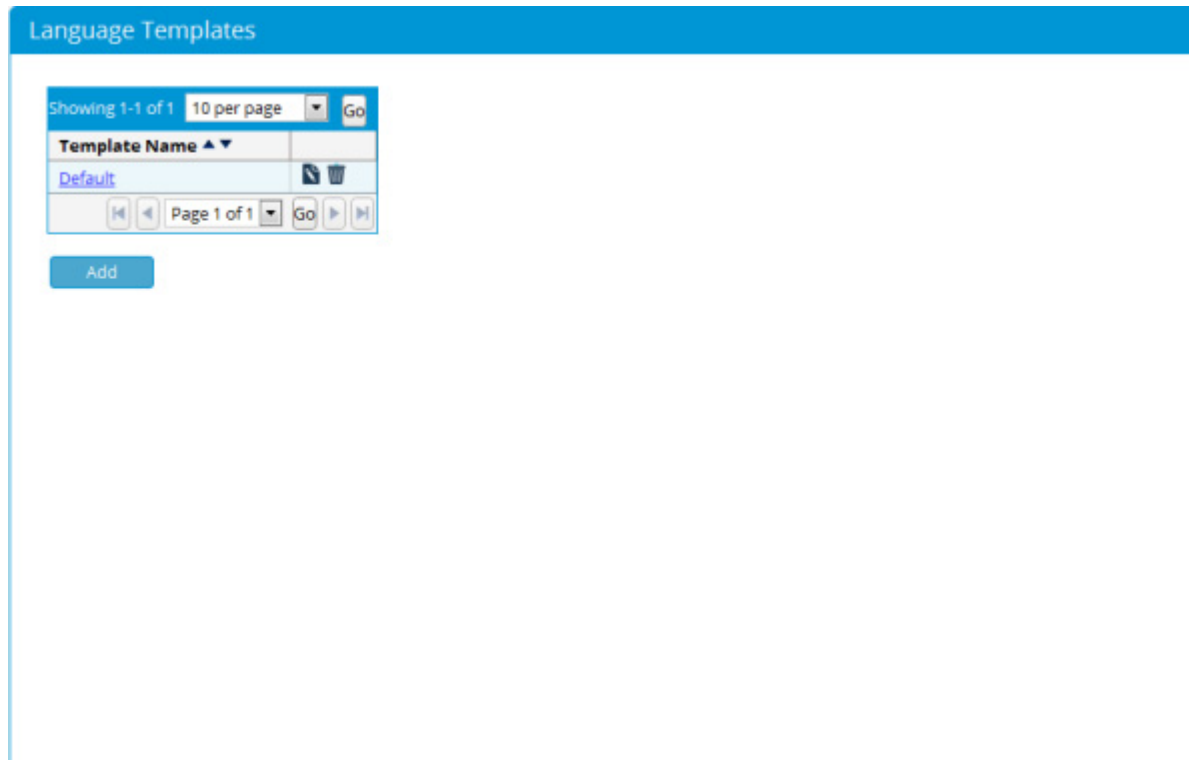 Language Templates
Showing 1-1 of 1 10 per page Go
Template Name
Default
Page 1 of 1 Go
Add